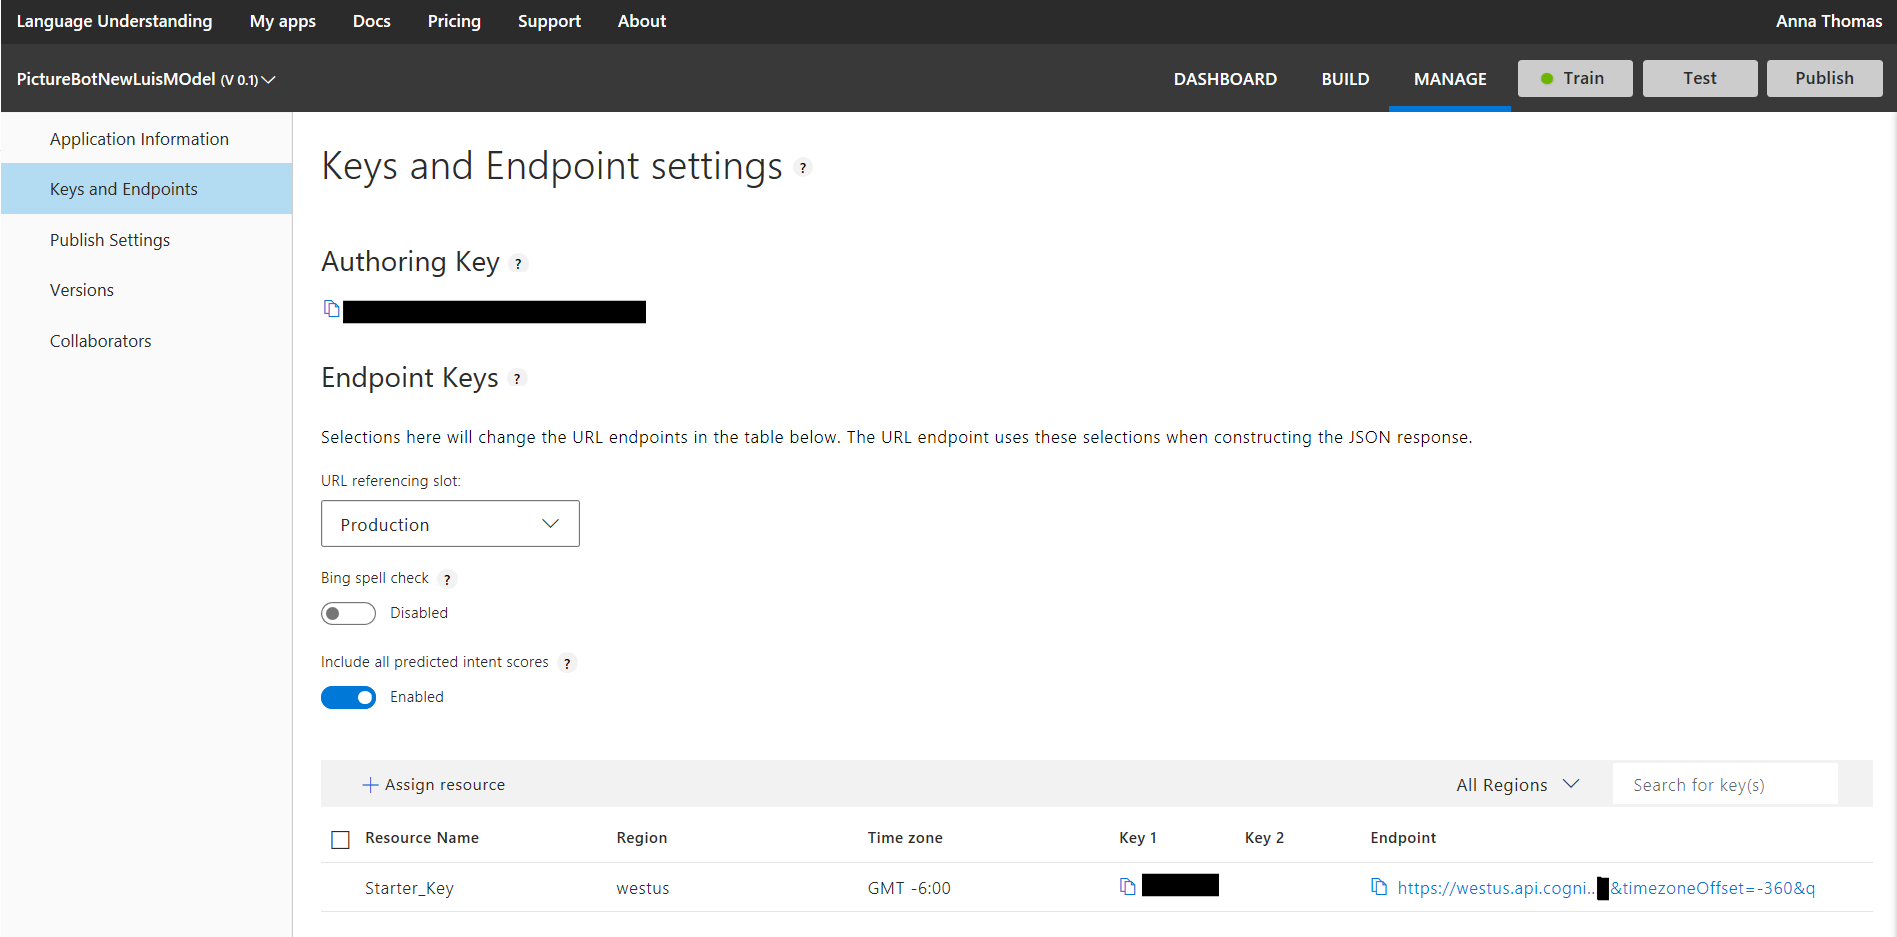 Language Understanding My apps Docs Pricing Support About Anna Thomas
PictureBotNewLuisMOdel (V 0.1) DASHBOARD BUILD MANAGE Train Test Publish
Application Information
Keys and Endpoints
Publish Settings
Versions
Collaborators
Keys and Endpoint settings ?
Authoring Key ?
Endpoint Keys ?
Selections here will change the URL endpoints in the table below. The URL endpoint uses these selections when constructing the JSON response.
URL referencing slot:
Production
Bing spell check ?
Disabled
Include all predicted intent scores ?
Enabled
+ Assign resource All Regions Search for key(s)
Resource Name Region Time zone Key 1 Key 2 Endpoint
Starter_Key westus GMT -6:00 https://westus.api.cogni.. &timezoneOffset=-360&q